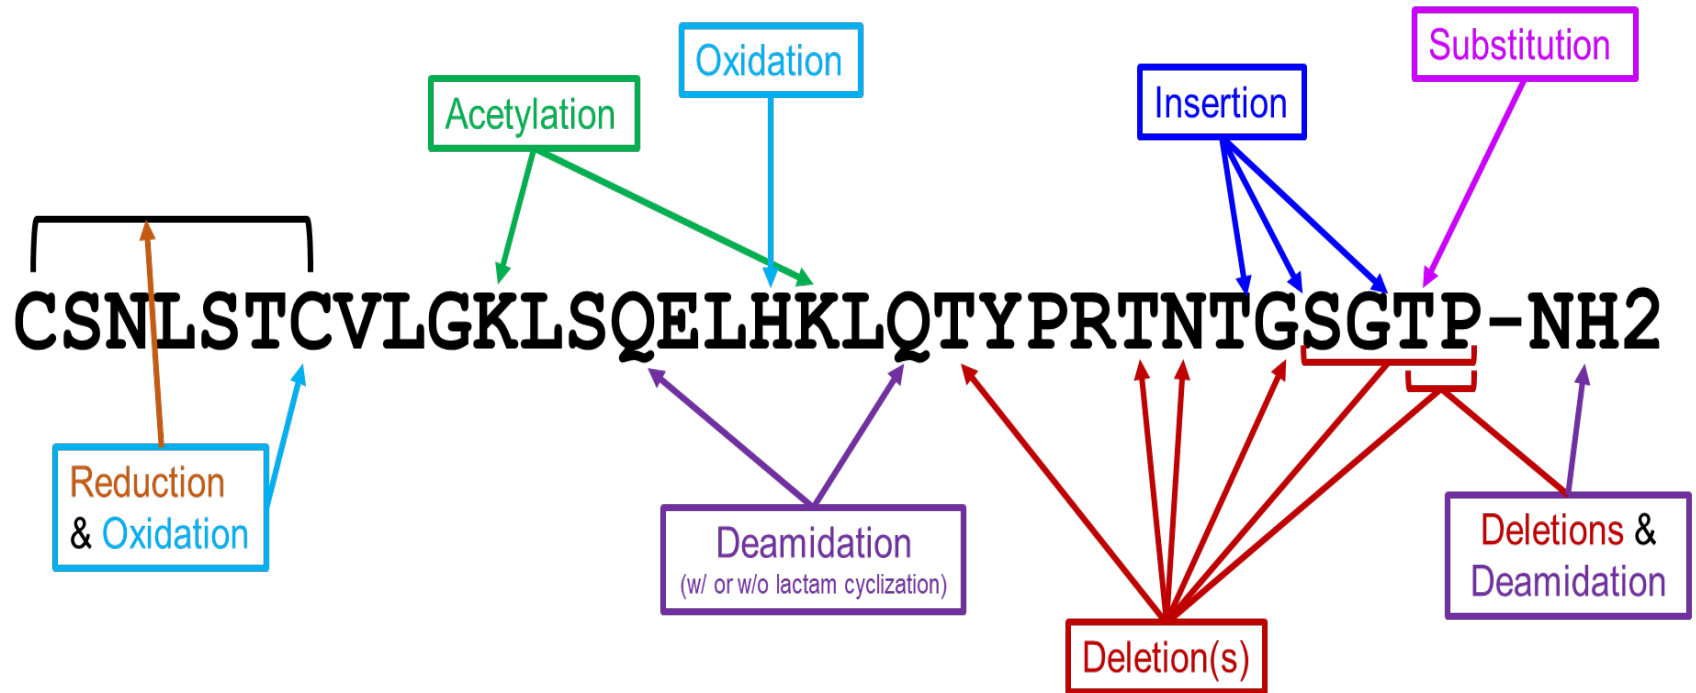 Substitution
Oxidation
Insertion
Acetylation
CSNLSTCVLGKLSQELHKLQTYPRTNTGSGTP-NH2
Reduction
& Oxidation
Deamidation
(w/ or w/o lactam cyclization)
Deletions &
Deamidation
Deletion(s)